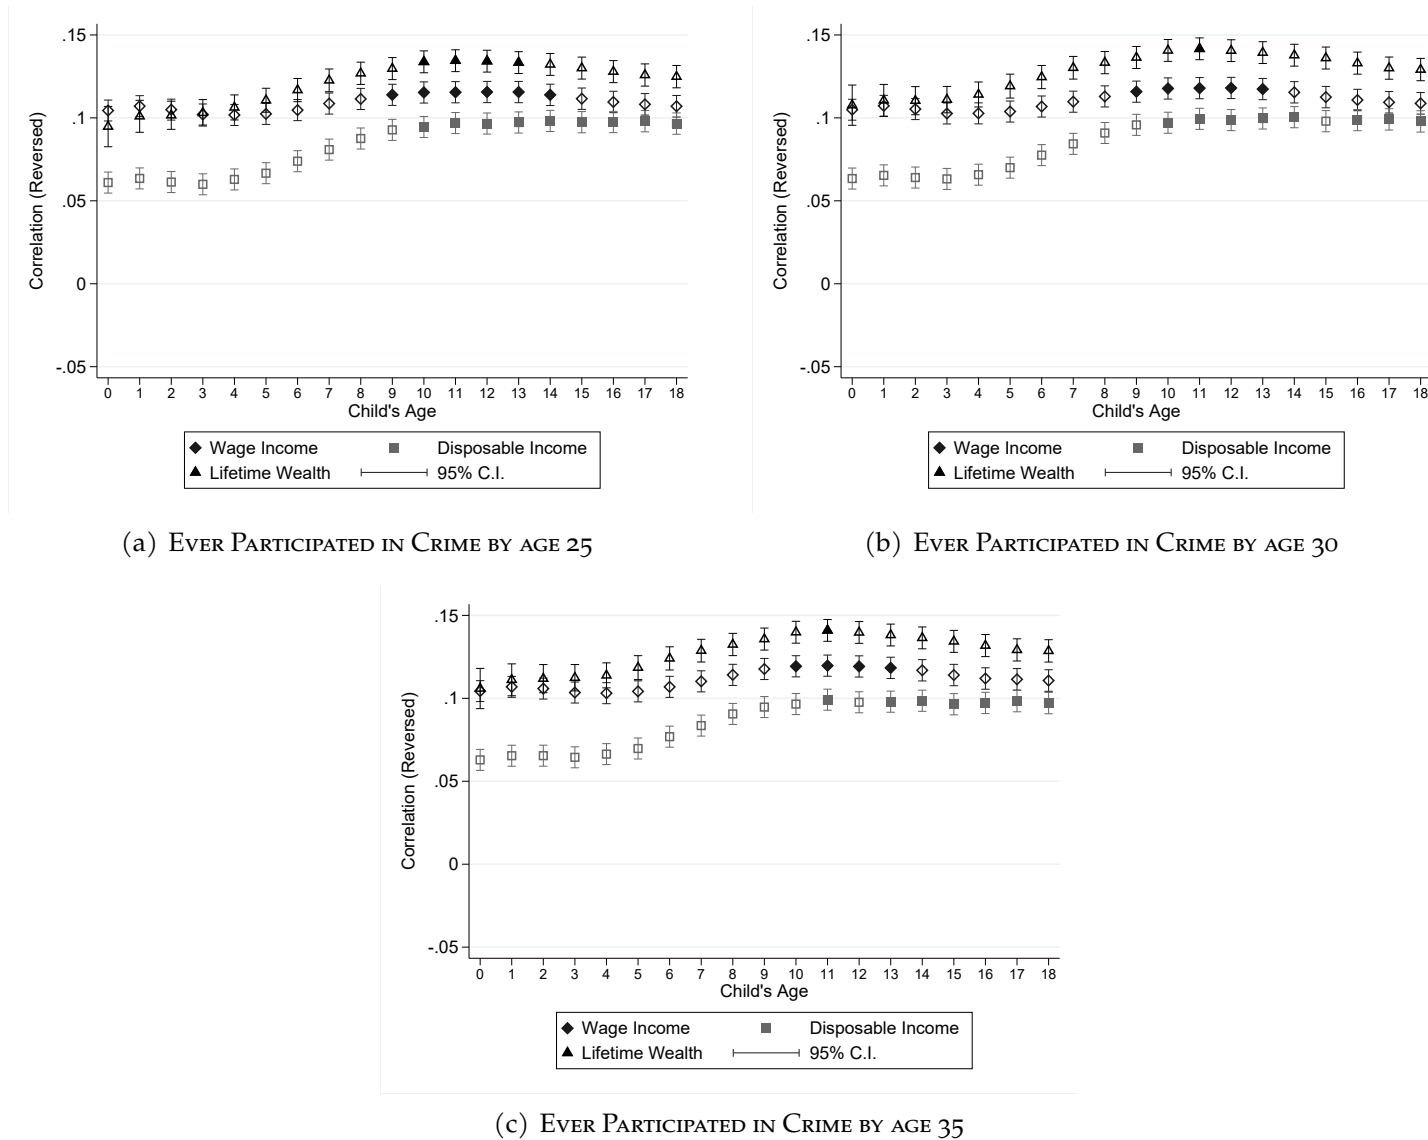 .15
.1
.05
0
-.05
Correlation (Reversed)
0 1 2 3 4 5 6 7 8 9 10 11 12 13 14 15 16 17 18
Child's Age
Wage Income Disposable Income
Lifetime Wealth 95% C.I.
(a) Ever Participated in Crime by age 25
.15
.1
.05
0
-.05
Correlation (Reversed)
0 1 2 3 4 5 6 7 8 9 10 11 12 13 14 15 16 17 18
Child's Age
Wage Income Disposable Income
Lifetime Wealth 95% C.I.
(b) Ever Participated in Crime by age 30
.15
.1
.05
0
-.05
Correlation (Reversed)
0 1 2 3 4 5 6 7 8 9 10 11 12 13 14 15 16 17 18
Child's Age
Wage Income Disposable Income
Lifetime Wealth 95% C.I.
(c) Ever Participated in Crime by age 35